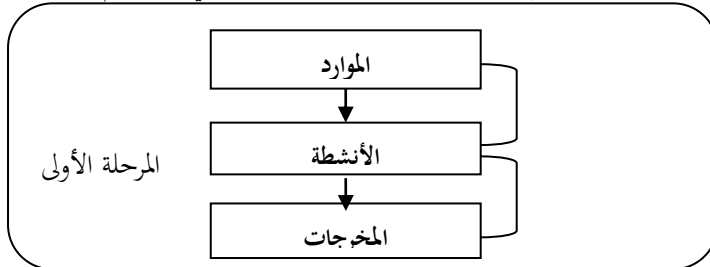 الموارد
الأنشطة
المرحلة الأولى
المخرجات